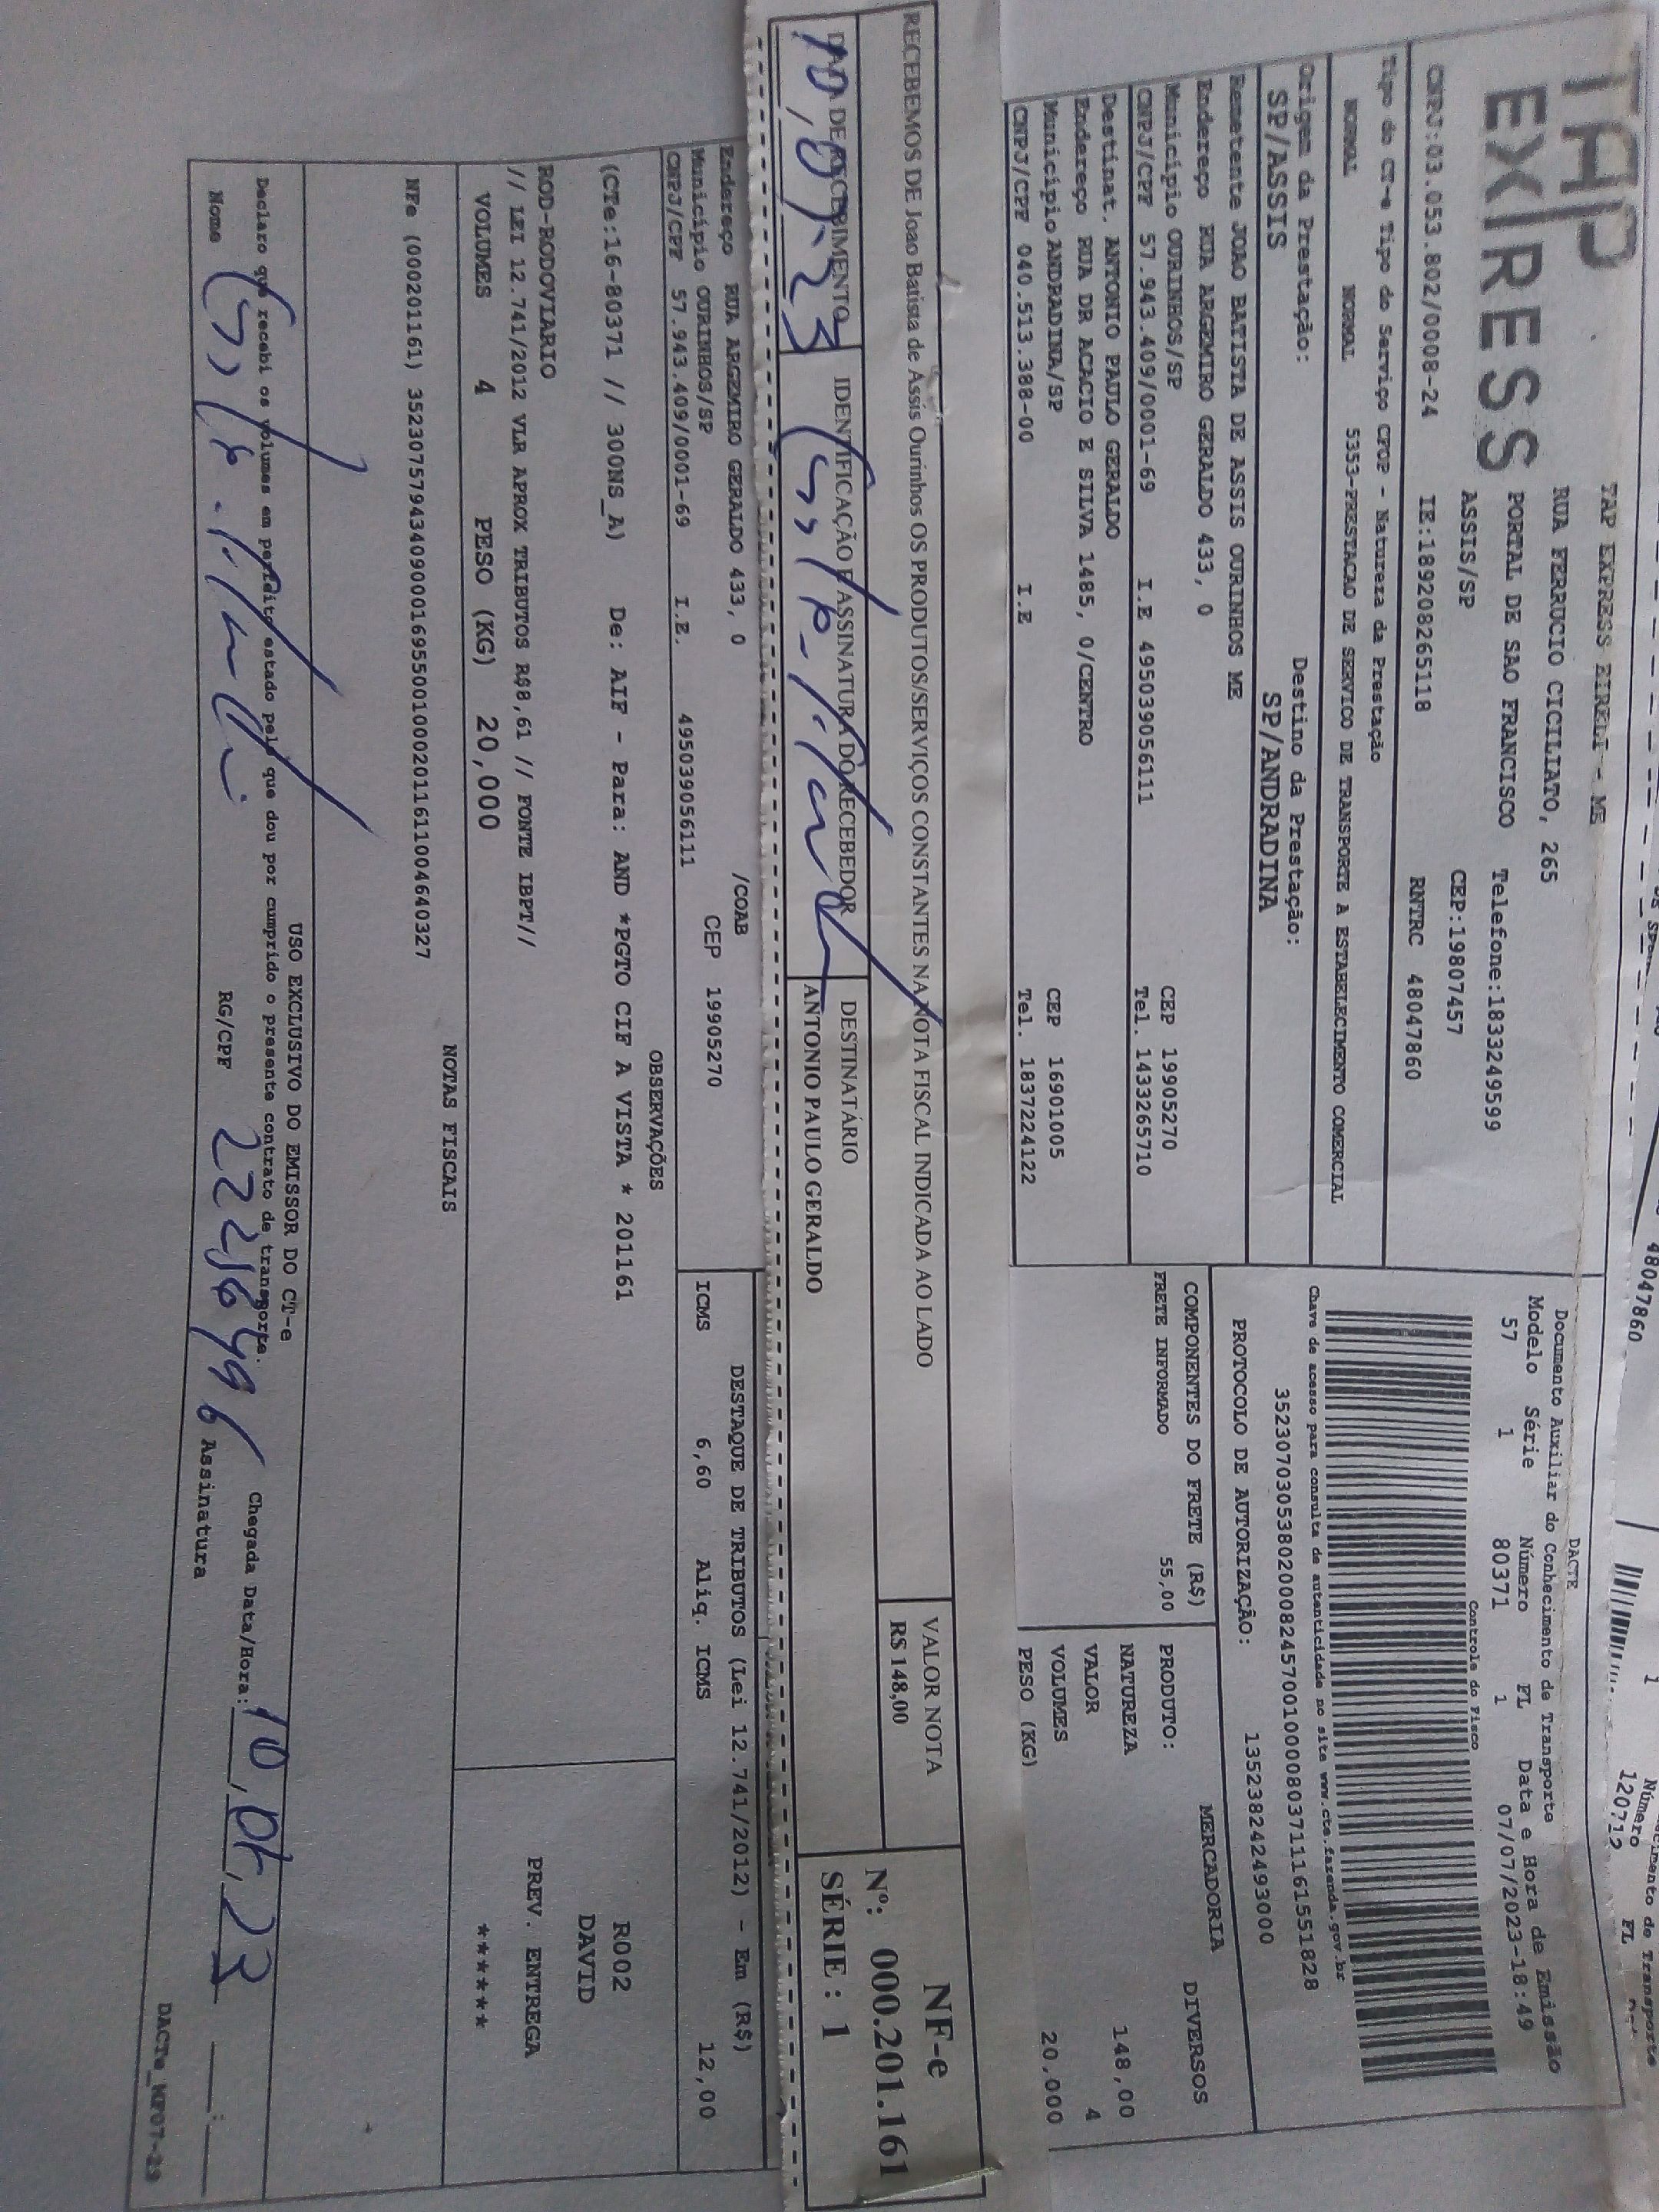 48047860
1
Número
120712
FL
TAP
EXPRESS
TAP EXPRESS EIRELI - ME
RUA FERRUCIO CICILIATO, 265
PORTAL DE SAO FRANCISCO Telefone:1833249599
ASSIS/SP CEP:19807457
CNPJ:03.053.802/0008-24 IE:189208265118 RNTRC 48047860
DACTE
Documento Auxiliar do Conhecimento de Transporte
Modelo Série Número FL Data e Hora de Emissão
57 1 80371 1 07/07/2023-18:49
Controle do Fisco
Chave de acesso para consulta de autenticidade no site www.cte.fazenda.gov.br
35230703053802000824570010000803711161551828
PROTOCOLO DE AUTORIZAÇÃO: 135238242493000
Tipo do CT-e Tipo do Serviço CFOP - Natureza da Prestação
NORMAL NORMAL 5353-PRESTACAO DE SERVICO DE TRANSPORTE A ESTABELECIMENTO COMERCIAL
Origem da Prestação: Destino da Prestação:
SP/ASSIS SP/ANDRADINA
Remetente JOAO BATISTA DE ASSIS OURINHOS ME
Endereço RUA ARGEMIRO GERALDO 433, 0
Município OURINHOS/SP CEP 19905270
CNPJ/CPF 57.943.409/0001-69 I.E 495039056111 Tel. 1433265710
Destinat. ANTONIO PAULO GERALDO
Endereço RUA DR ACACIO E SILVA 1485, 0/CENTRO
Município ANDRADINA/SP CEP 16901005
CNPJ/CPF 040.513.388-00 I.E Tel. 1837224122
COMPONENTES DO FRETE (R$)
FRETE INFORMADO 55,00
MERCADORIA
PRODUTO: DIVERSOS
NATUREZA
VALOR 148,00
VOLUMES 4
PESO (KG) 20,000
RECEBEMOS DE Joao Batista de Assis Ourinhos OS PRODUTOS/SERVIÇOS CONSTANTES NA NOTA FISCAL INDICADA AO LADO
VALOR NOTA
R$ 148,00
NF-e
Nº: 000.201.161
SÉRIE : 1
DATA DE RECEBIMENTO
IDENTIFICAÇÃO E ASSINATURA DO RECEBEDOR
DESTINATÁRIO
ANTONIO PAULO GERALDO
Endereço RUA ARGEMIRO GERALDO 433, 0 /COAB
Município OURINHOS/SP CEP 19905270
CNPJ/CPF 57.943.409/0001-69 I.E. 495039056111
DESTAQUE DE TRIBUTOS (Lei 12.741/2012) - Em (R$)
ICMS 6,60 Aliq. ICMS 12,00
OBSERVAÇÕES
(CTe:16-80371 // 300NS_A) De: AIF - Para: AND *PGTO CIF A VISTA * 201161
R002
DAVID
ROD-RODOVIARIO
// LEI 12.741/2012 VLR APROX TRIBUTOS R$8,61 // FONTE IBPT//
VOLUMES 4 PESO (KG) 20,000
PREV. ENTREGA
******
NOTAS FISCAIS
NFe (000201161) 35230757943409000169550010002011611004640327
USO EXCLUSIVO DO EMISSOR DO CT-e
Declaro que recebi os volumes em perfeito estado pelo que dou por cumprido o presente contrato de transporte.
Chegada Data/Hora: 10,07,23
Nome RG/CPF Assinatura